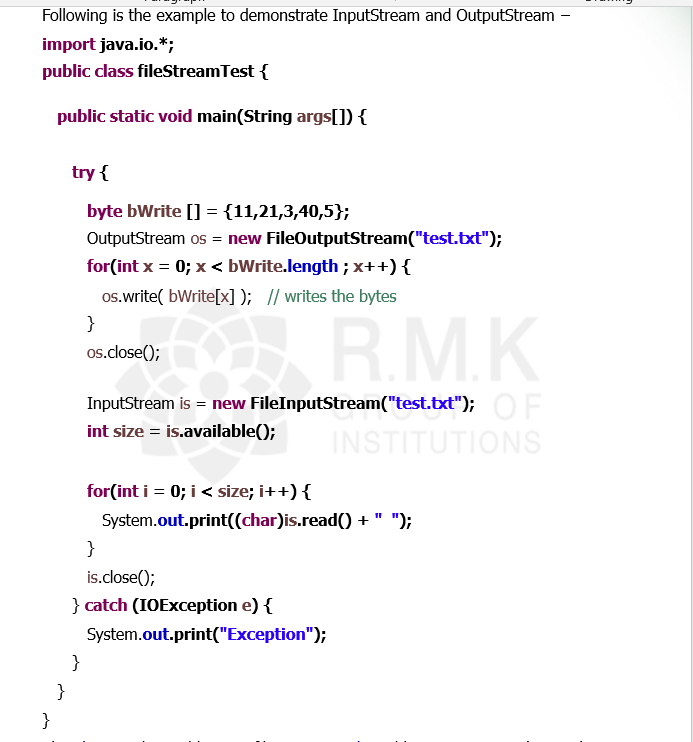 Following is the example to demonstrate InputStream and OutputStream −
import java.io.*;
public class fileStreamTest {
public static void main(String args[]) {
try {
byte bWrite [] = {11,21,3,40,5};
OutputStream os = new FileOutputStream("test.txt");
for(int x = 0; x < bWrite.length ; x++) {
os.write( bWrite[x] );   // writes the bytes
}
os.close();
R.M.K
GROUP OF
INSTITUTIONS
InputStream is = new FileInputStream("test.txt");
int size = is.available();
for(int i = 0; i < size; i++) {
System.out.print((char)is.read() + "  ");
}
is.close();
} catch (IOException e) {
System.out.print("Exception");
}
}
}